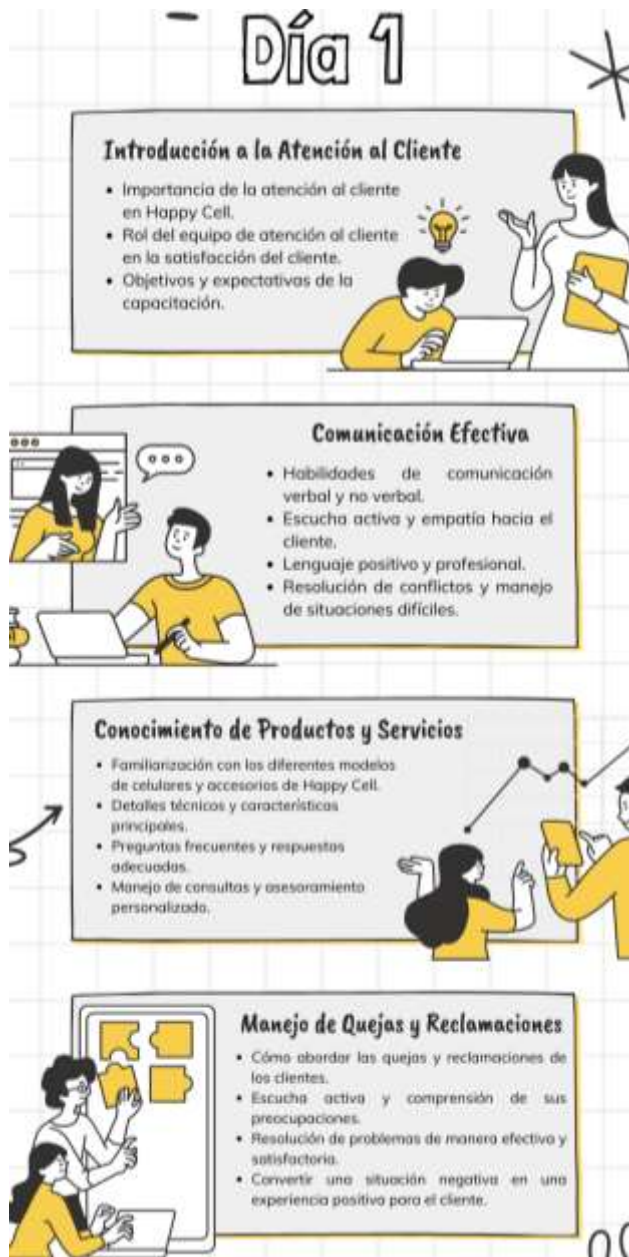 Día 1
Introducción a la Atención al Cliente
• Importancia de la atención al cliente
en Happy Cell.
• Rol del equipo de atención al cliente
en la satisfacción del cliente.
• Objetivos y expectativas de la
capacitación.
Comunicación Efectiva
• Habilidades de comunicación
verbal y no verbal.
• Escucha activa y empatía hacia el
cliente.
• Lenguaje positivo y profesional.
• Resolución de conflictos y manejo
de situaciones difíciles.
Conocimiento de Productos y Servicios
• Familiarización con los diferentes modelos
de celulares y accesorios de Happy Cell.
• Detalles técnicos y características
principales.
• Preguntas frecuentes y respuestas
adecuadas.
• Manejo de consultas y asesoramiento
personalizado.
Manejo de Quejas y Reclamaciones
• Cómo abordar las quejas y reclamaciones de
los clientes.
• Escucha activa y comprensión de sus
preocupaciones.
• Resolución de problemas de manera efectiva y
satisfactoria.
• Convertir una situación negativa en una
experiencia positiva para el cliente.